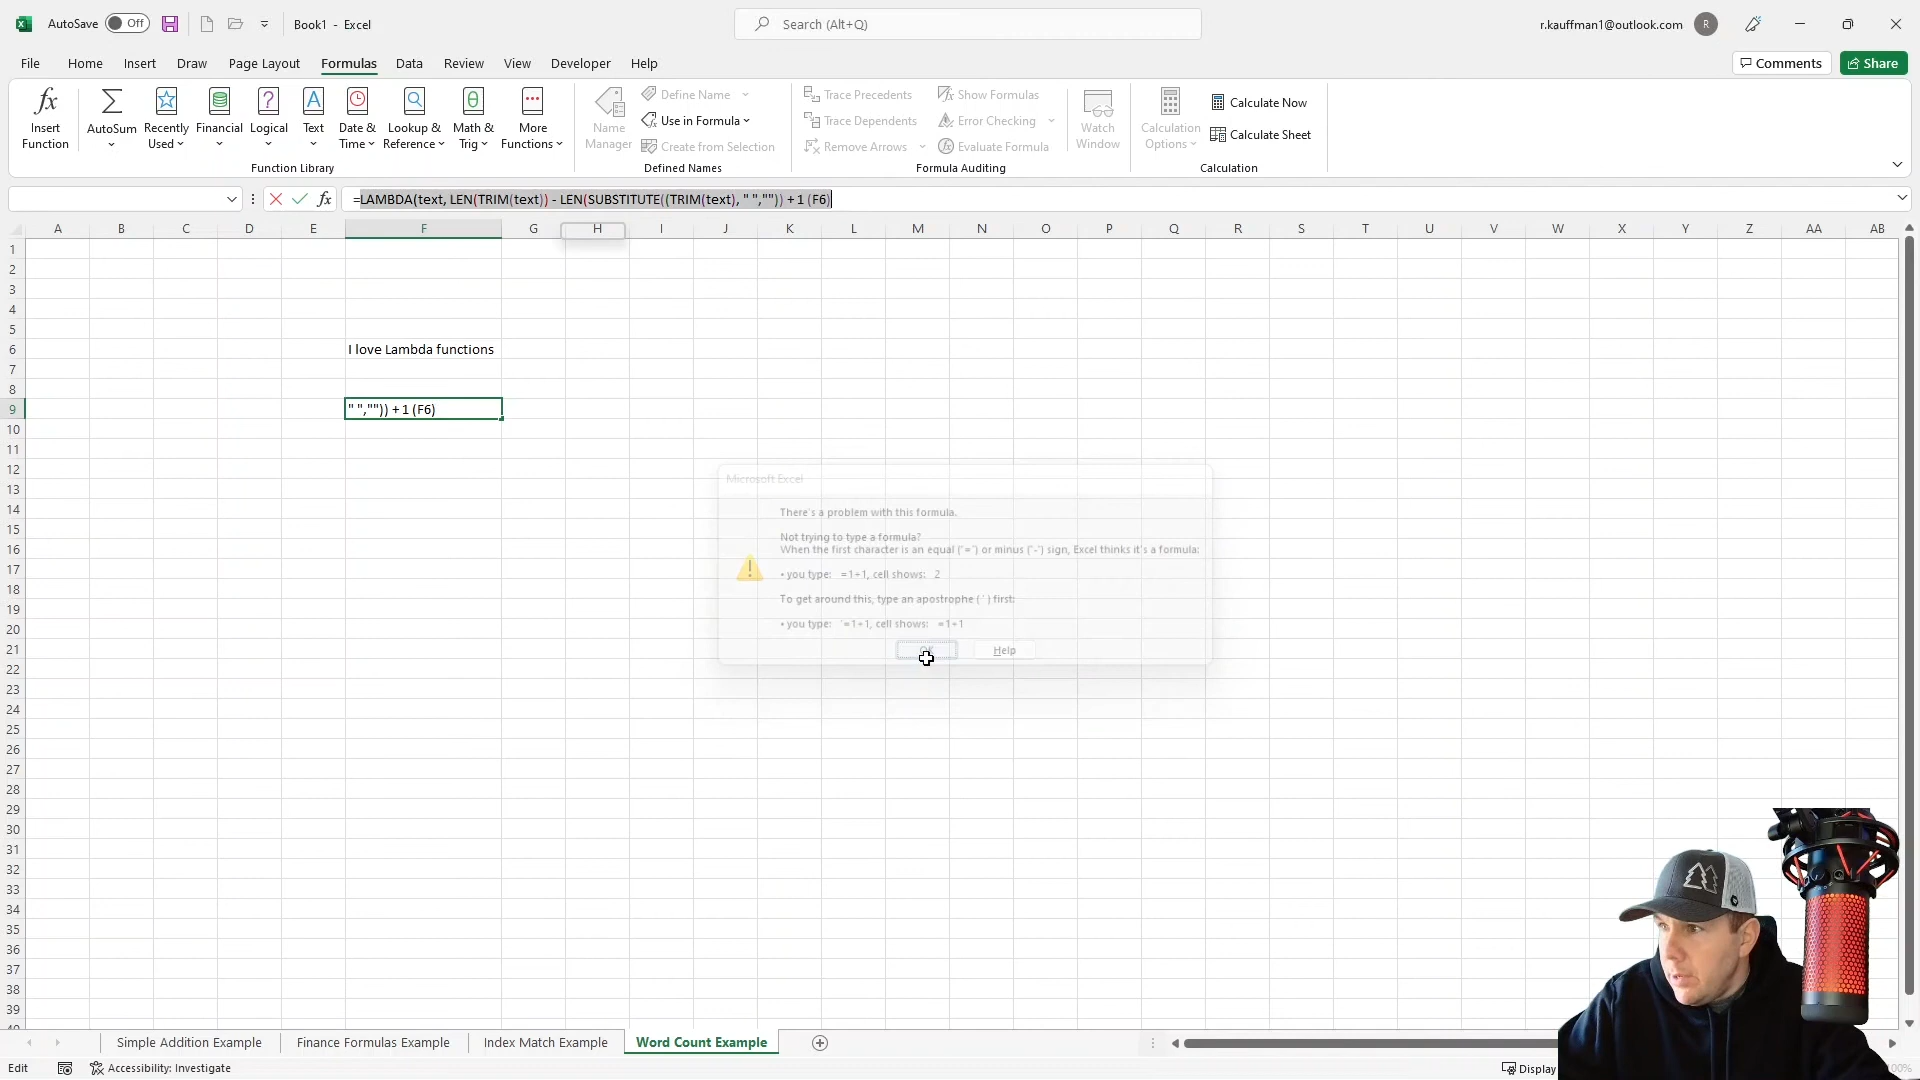 AutoSave Off Book1 - Excel Search (Alt+Q) r.kauffman1@outlook.com R
File Home Insert Draw Page Layout Formulas Data Review View Developer Help Comments Share
Insert Function
AutoSum
Recently Used
Financial
Logical
Text
Date & Time
Lookup & Reference
Math & Trig
More Functions
Function Library
Name Manager
Define Name
Use in Formula
Create from Selection
Defined Names
Trace Precedents
Trace Dependents
Remove Arrows
Show Formulas
Error Checking
Evaluate Formula
Formula Auditing
Watch Window
Calculation Options
Calculate Now
Calculate Sheet
Calculation
fx =LAMBDA(text, LEN(TRIM(text)) - LEN(SUBSTITUTE((TRIM(text), " ","")) + 1 (F6)
A B C D E F G H I J K L M N O P Q R S T U V W X Y Z AA AB
1
2
3
4
5
6 I love Lambda functions
7
8
9 " ","")) + 1 (F6)
10
11
12
13
14
15
16
17
18
19
20
21
22
23
24
25
26
27
28
29
30
31
32
33
34
35
36
37
38
39
40
Microsoft Excel
There's a problem with this formula.
Not trying to type a formula?
When the first character is an equal ("=") or minus ("-") sign, Excel thinks it's a formula:
• you type: =1+1, cell shows: 2
To get around this, type an apostrophe ( ' ) first:
• you type: '=1+1, cell shows: =1+1
Help
Simple Addition Example Finance Formulas Example Index Match Example Word Count Example
Edit Accessibility: Investigate Display